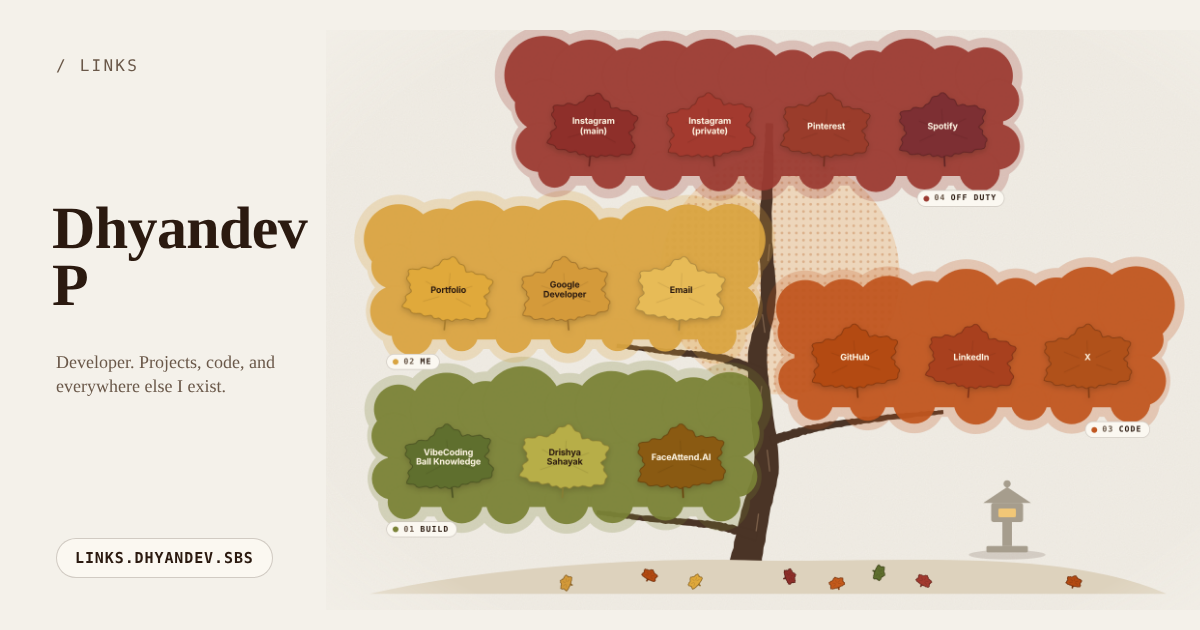 / LINKS
Dhyandev
P
Developer. Projects, code, and
everywhere else I exist.
LINKS.DHYANDEV.SBS
Instagram
(main)
Instagram
(private)
Pinterest
Spotify
04 OFF DUTY
Portfolio
Google
Developer
Email
02 ME
GitHub
LinkedIn
X
03 CODE
VibeCoding
Ball Knowledge
Drishya
Sahayak
FaceAttend.AI
01 BUILD